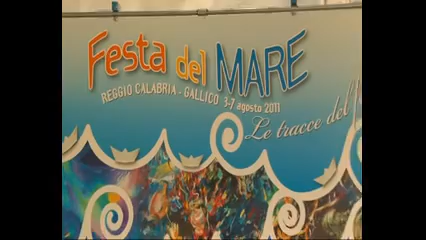 Festa del MARE
REGGIO CALABRIA - GALLICO 3-7 agosto 2011
Le tracce del